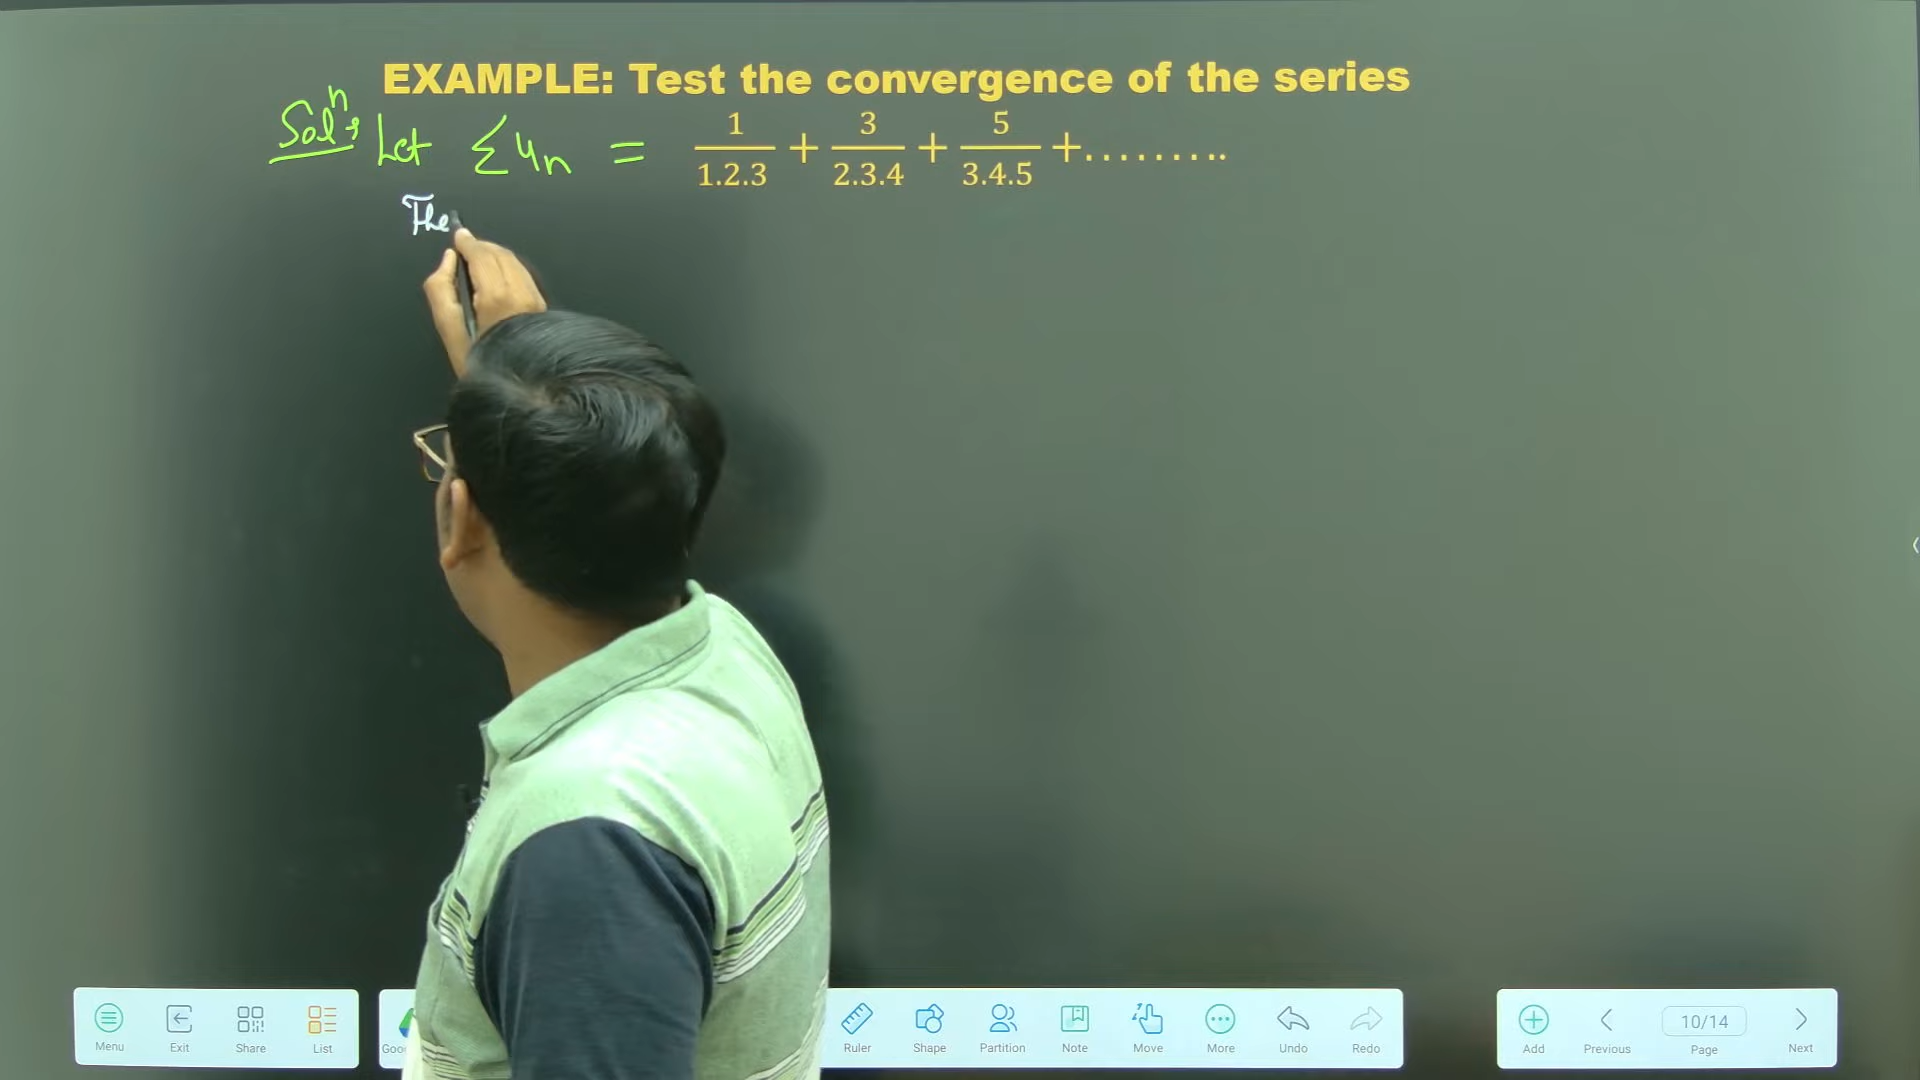 EXAMPLE: Test the convergence of the series
Solⁿ: Let Σuₙ = 1/1.2.3 + 3/2.3.4 + 5/3.4.5 +.........
The
Menu Exit Share List Goo Ruler Shape Partition Note Move More Undo Redo Add Previous 10/14 Page Next